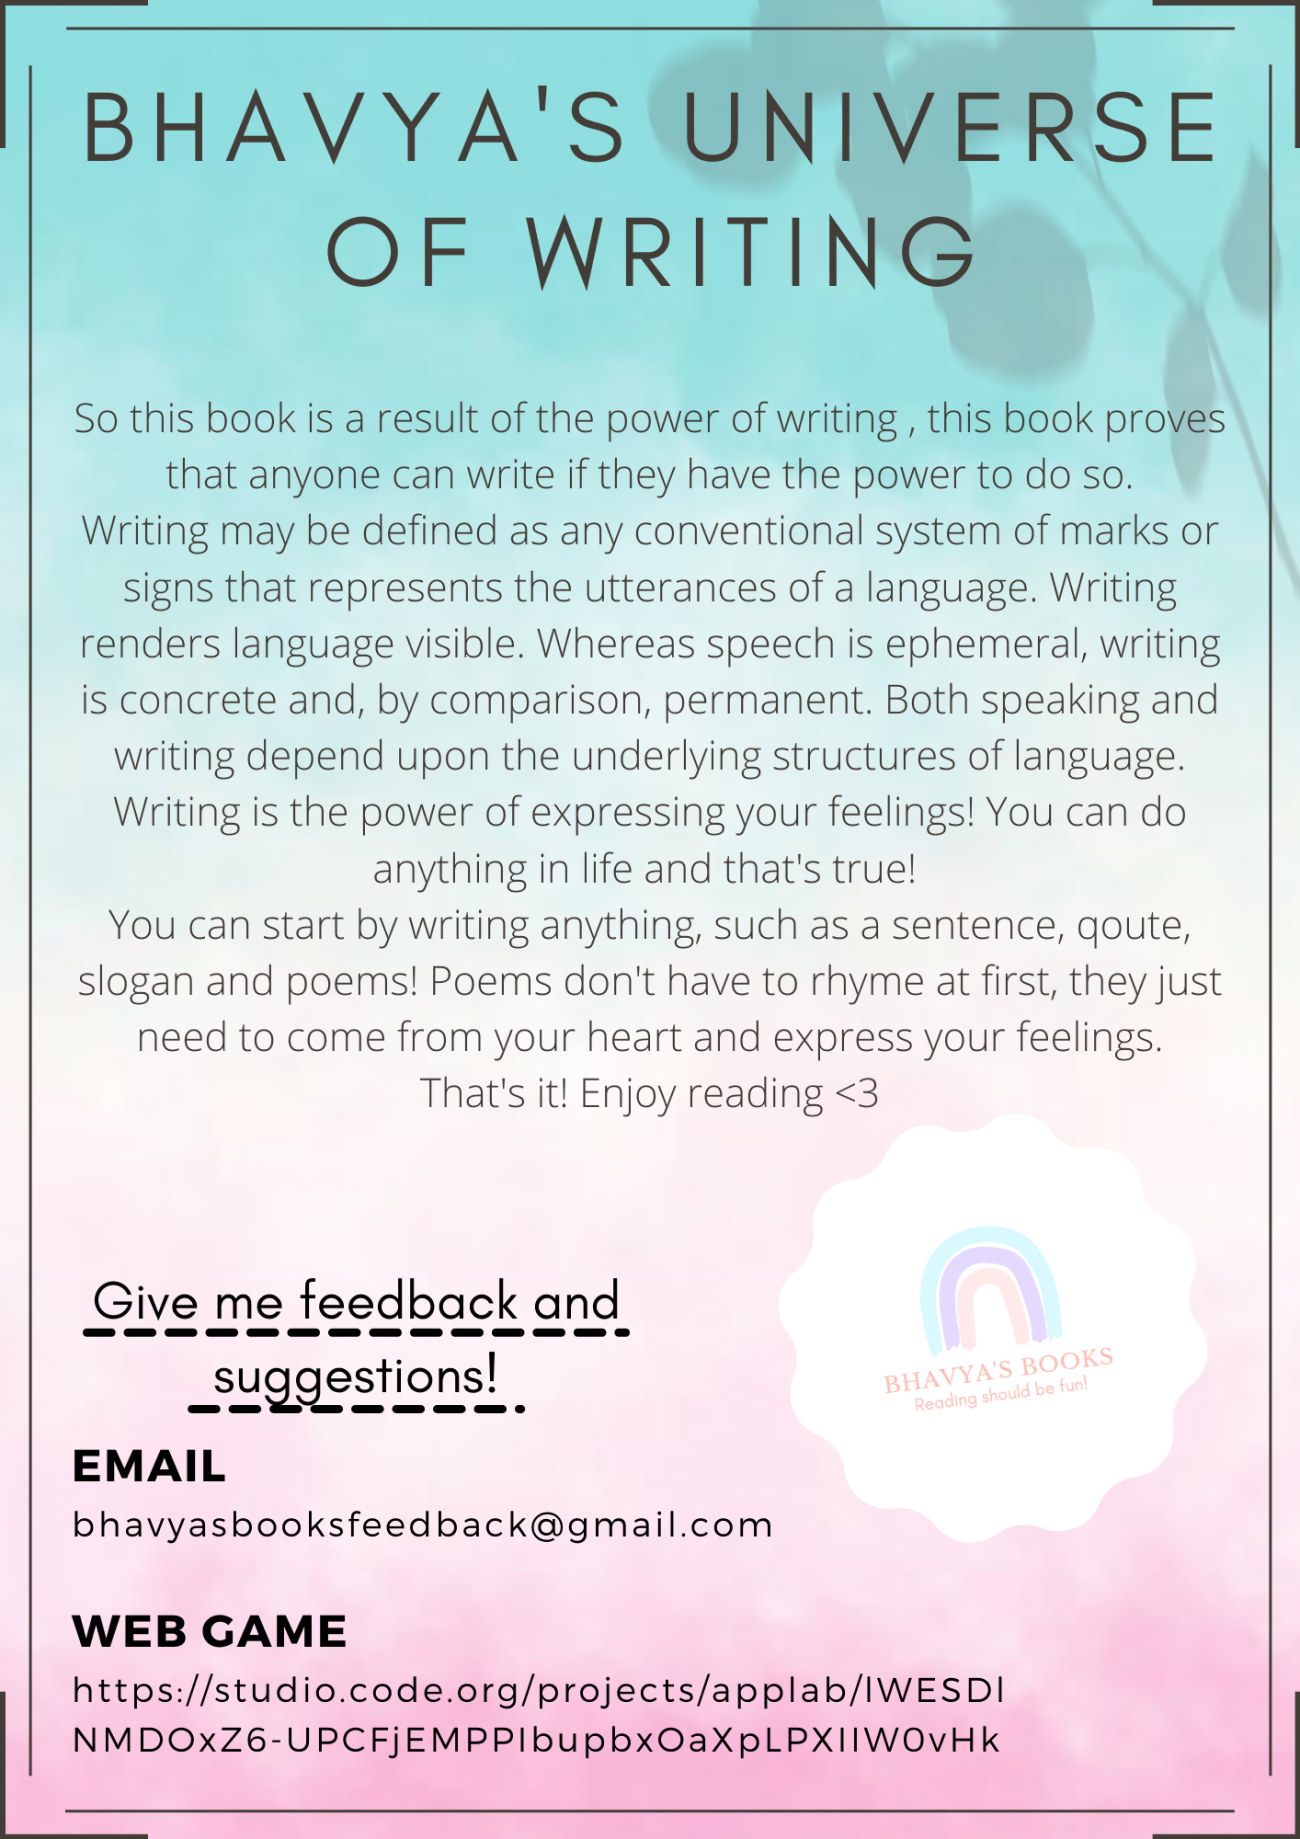 BHAVYA'S UNIVERSE
OF WRITING
So this book is a result of the power of writing , this book proves
that anyone can write if they have the power to do so.
Writing may be defined as any conventional system of marks or
signs that represents the utterances of a language. Writing
renders language visible. Whereas speech is ephemeral, writing
is concrete and, by comparison, permanent. Both speaking and
writing depend upon the underlying structures of language.
Writing is the power of expressing your feelings! You can do
anything in life and that's true!
You can start by writing anything, such as a sentence, qoute,
slogan and poems! Poems don't have to rhyme at first, they just
need to come from your heart and express your feelings.
That's it! Enjoy reading <3
Give me feedback and
suggestions!
BHAVYA'S BOOKS
Reading should be fun!
EMAIL
bhavyasbooksfeedback@gmail.com
WEB GAME
https://studio.code.org/projects/applab/lWESDl
NMDOxZ6-UPCFjEMPPIbupbxOaXpLPXIIW0vHk